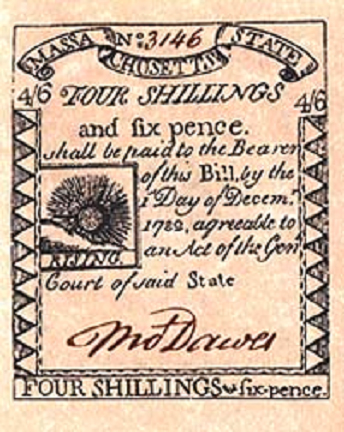 MASSA No. 3146 STATE
CHUSETTS
4/6 FOUR SHILLINGS 4/6
and ſix pence.
ſhall be paid to the Bearer
of this Bill, by the
1st Day of Decemr.
1782, agreeable to
an Act of the Genl
Court of ſaid State
RISING
FOUR SHILLINGS ſix-pence.